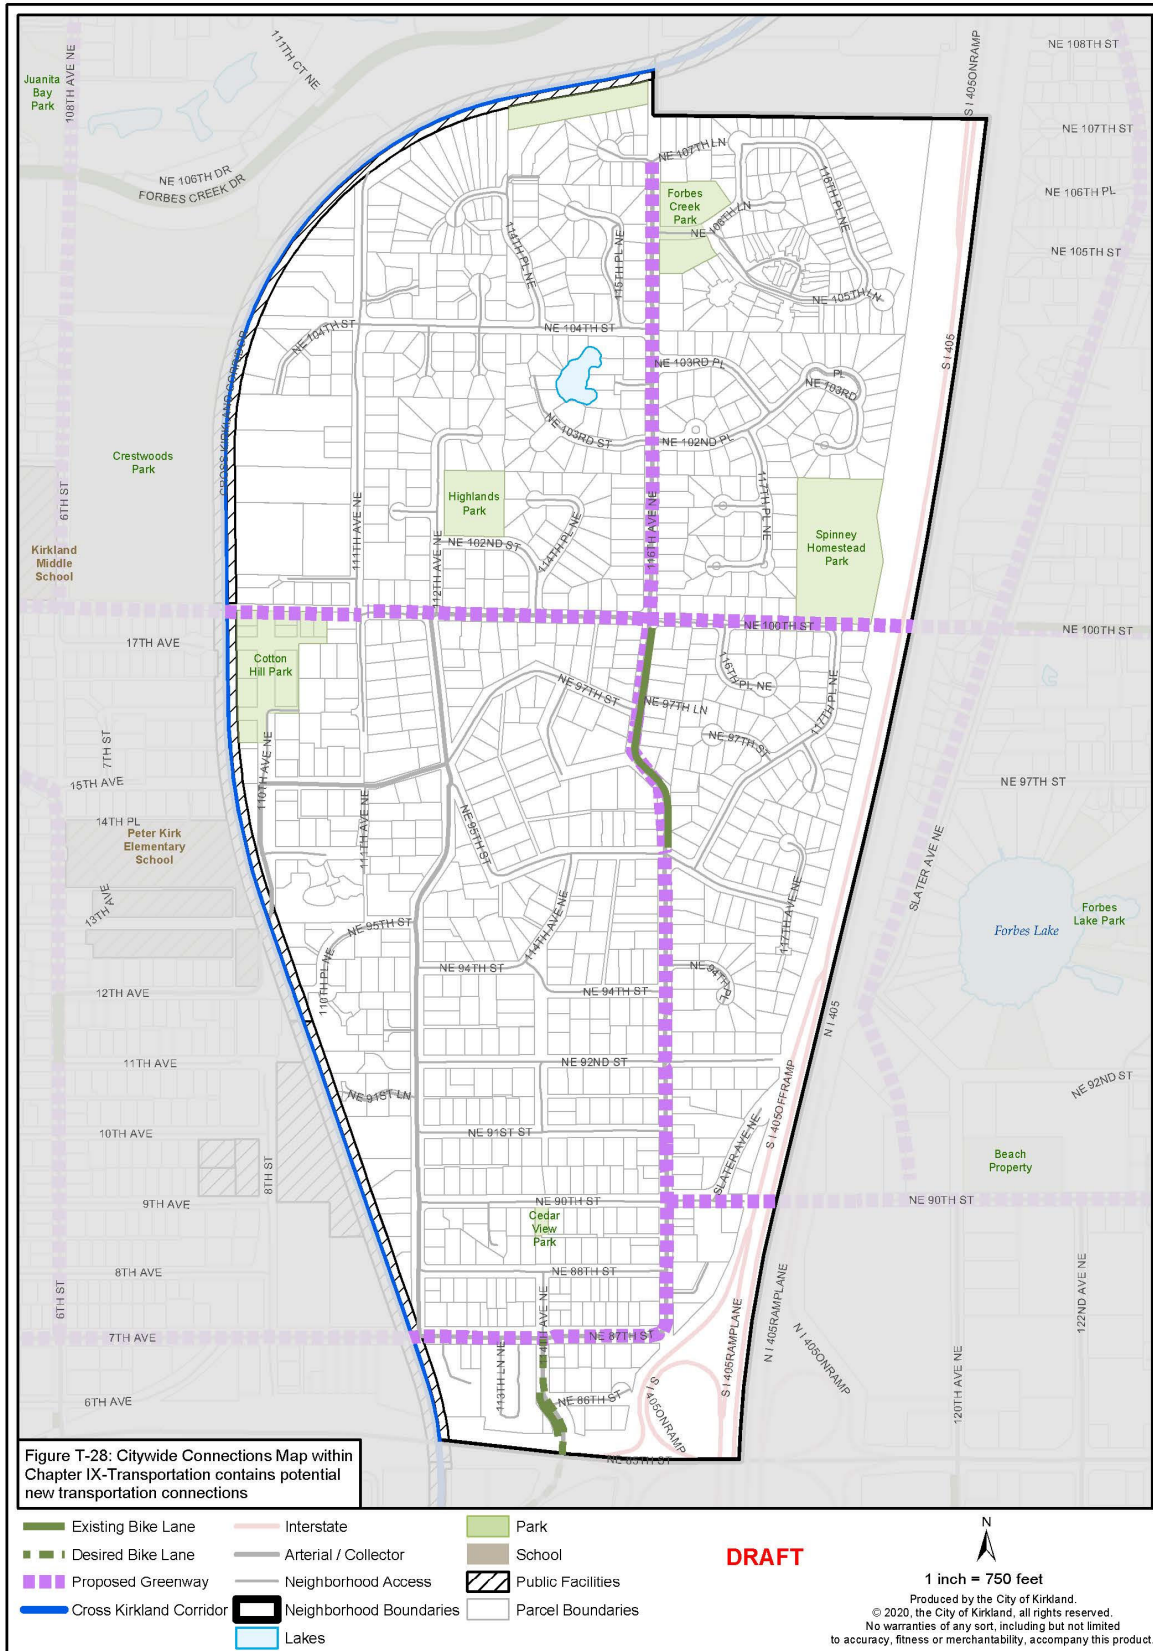 111TH CT NE
S I 405ONRAMP
NE 108TH ST
Juanita
Bay
Park
108TH AVE NE
NE 107TH ST
NE 107TH LN
118TH PL NE
NE 106TH DR
FORBES CREEK DR
Forbes
Creek
Park
NE 106TH PL
NE 106TH LN
114TH PL NE
115TH PL NE
NE 105TH ST
NE 105TH LN
NE 104TH ST
NE 104TH ST
S I 405
NE 103RD PL
PL
NE 103RD
NE 103RD ST
NE 102ND PL
Crestwoods
Park
6TH ST
Highlands
Park
117TH PL NE
111TH AVE NE
112TH AVE NE
NE 102ND ST
114TH PL NE
116TH AVE NE
Spinney
Homestead
Park
Kirkland
Middle
School
17TH AVE
NE 100TH ST
NE 100TH ST
Cotton
Hill Park
NE 97TH ST
116TH PL NE
117TH PL NE
NE 97TH LN
7TH ST
110TH AVE NE
NE 97TH ST
15TH AVE
NE 97TH ST
14TH PL
Peter Kirk
Elementary
School
111TH AVE NE
NE 95TH ST
SLATER AVE NE
13TH AVE
114TH AVE NE
117TH AVE NE
Forbes
Lake Park
Forbes Lake
NE 95TH ST
110TH PL NE
NE 94TH ST
NE 94TH ST
NE 94TH PL
12TH AVE
N I 405
11TH AVE
NE 92ND ST
NE 92ND ST
NE 91ST LN
S I 405OFFRAMP
10TH AVE
NE 91ST ST
8TH ST
SLATER AVE NE
Beach
Property
9TH AVE
NE 90TH ST
NE 90TH ST
Cedar
View
Park
8TH AVE
NE 88TH ST
6TH ST
7TH AVE
114TH AVE NE
NE 87TH ST
S I 405RAMPLANE
N I 405RAMPLANE
N I 405ONRAMP
122ND AVE NE
6TH AVE
113TH LN NE
NE 86TH ST
S I 405ONRAMP
120TH AVE NE
NE 85TH ST
Figure T-28: Citywide Connections Map within
Chapter IX-Transportation contains potential
new transportation connections
Existing Bike Lane
Desired Bike Lane
Proposed Greenway
Cross Kirkland Corridor
Interstate
Arterial / Collector
Neighborhood Access
Neighborhood Boundaries
Lakes
Park
School
Public Facilities
Parcel Boundaries
DRAFT
N
1 inch = 750 feet
Produced by the City of Kirkland.
© 2020, the City of Kirkland, all rights reserved.
No warranties of any sort, including but not limited
to accuracy, fitness or merchantability, accompany this product.